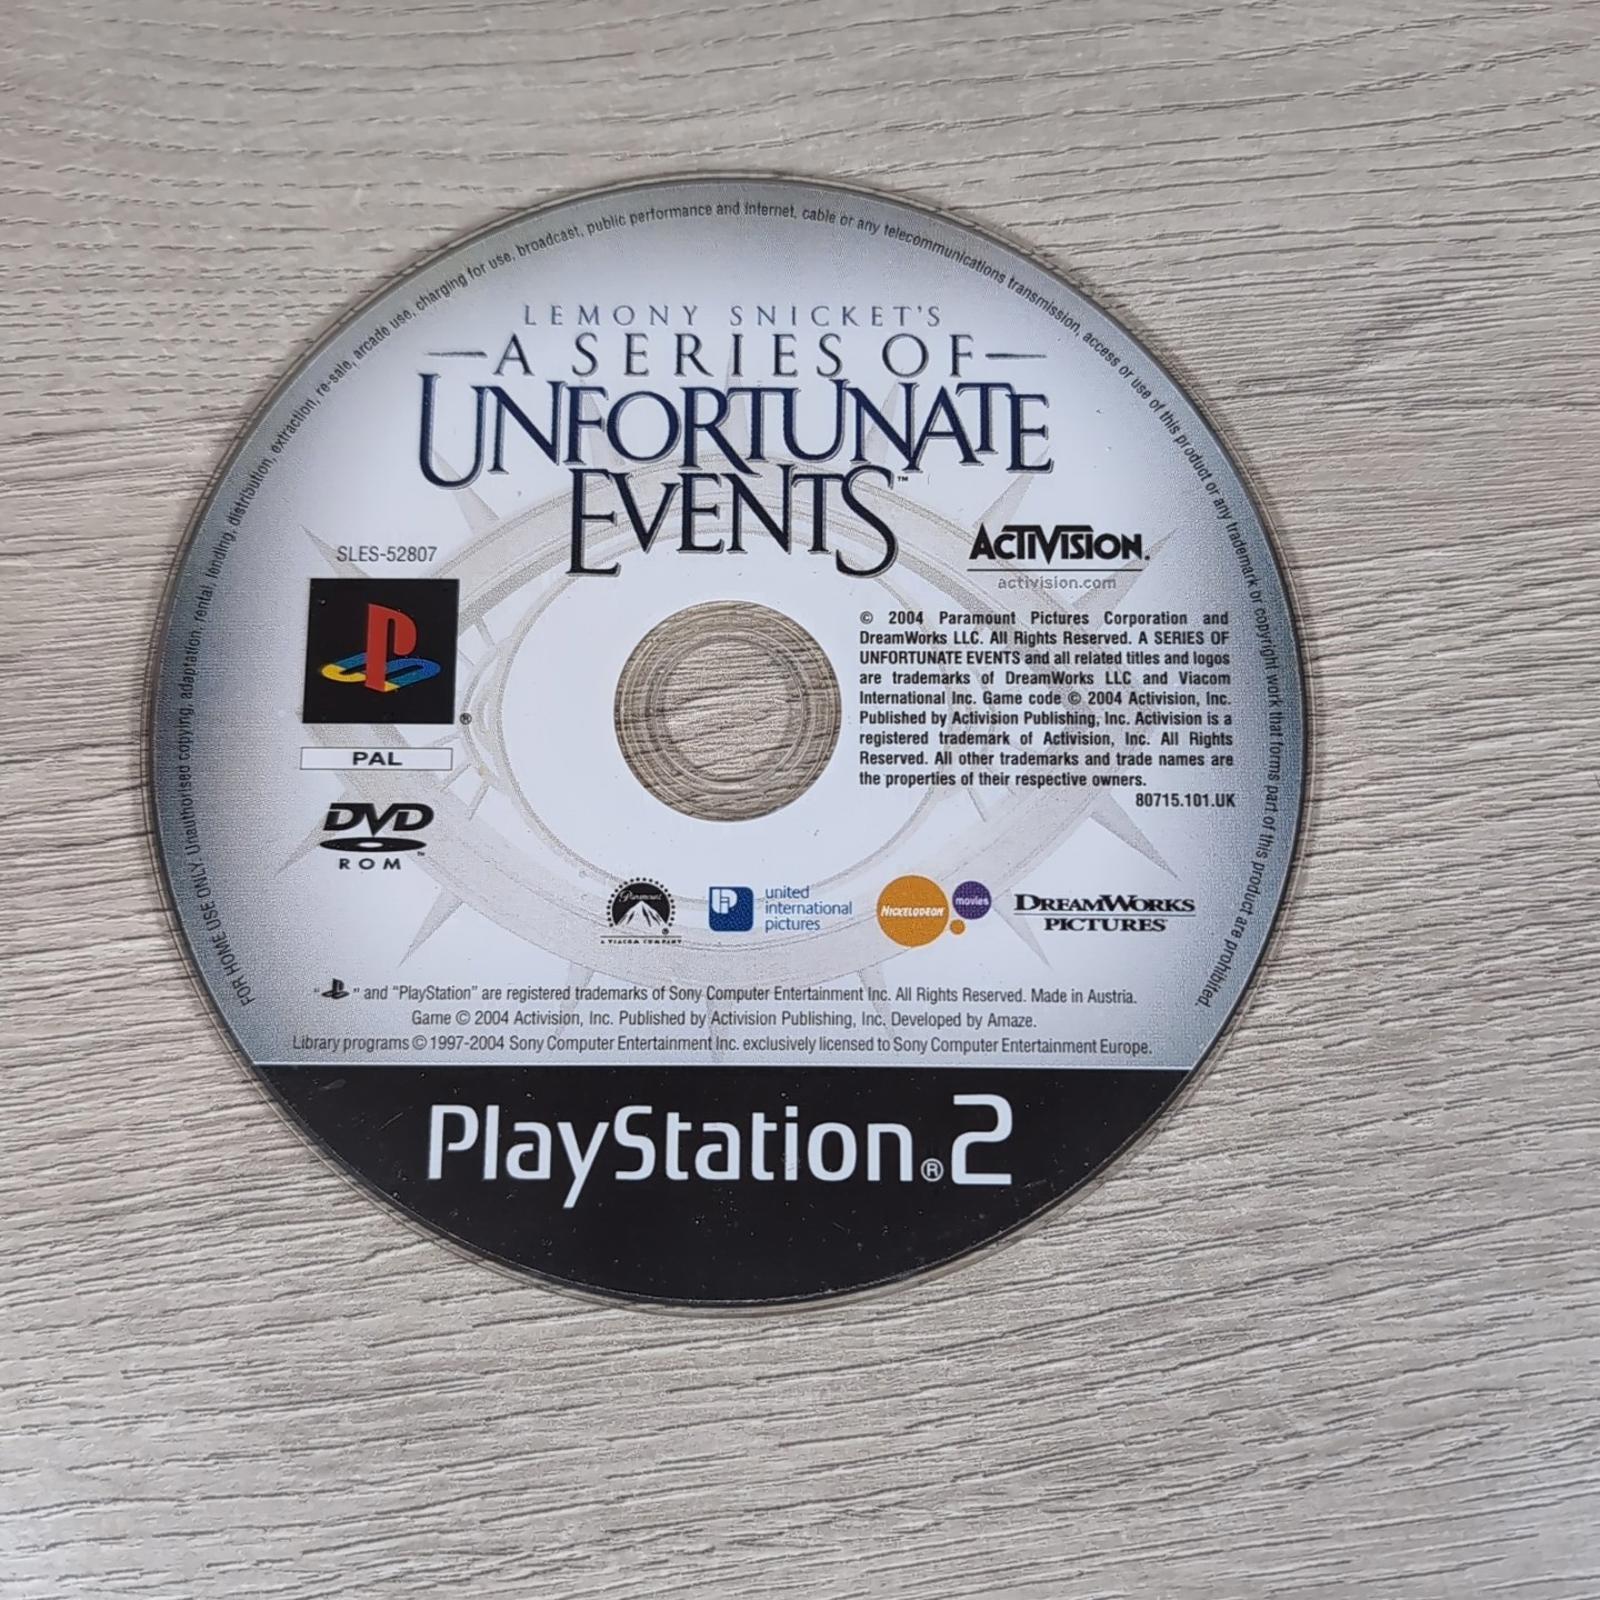 FOR HOME USE ONLY. Unauthorised copying, adaptation, rental, lending, distribution, extraction, re-sale, arcade use, charging for use, broadcast, public performance and internet, cable or any telecommunications transmission, access or use of this product or any trademark or copyright work that forms part of this product are prohibited.
LEMONY SNICKET'S
A SERIES OF
UNFORTUNATE
EVENTS™
SLES-52807
ACTIVISION.
activision.com
®
PAL
DVD
ROM
™
© 2004 Paramount Pictures Corporation and
DreamWorks LLC. All Rights Reserved. A SERIES OF
UNFORTUNATE EVENTS and all related titles and logos
are trademarks of DreamWorks LLC and Viacom
International Inc. Game code © 2004 Activision, Inc.
Published by Activision Publishing, Inc. Activision is a
registered trademark of Activision, Inc. All Rights
Reserved. All other trademarks and trade names are
the properties of their respective owners.
80715.101.UK
Paramount
®
A VIACOM COMPANY
united
international
pictures
NICKELODEON
movies
DREAMWORKS
PICTURES
" " and "PlayStation" are registered trademarks of Sony Computer Entertainment Inc. All Rights Reserved. Made in Austria.
Game © 2004 Activision, Inc. Published by Activision Publishing, Inc. Developed by Amaze.
Library programs © 1997-2004 Sony Computer Entertainment Inc. exclusively licensed to Sony Computer Entertainment Europe.
PlayStation®2